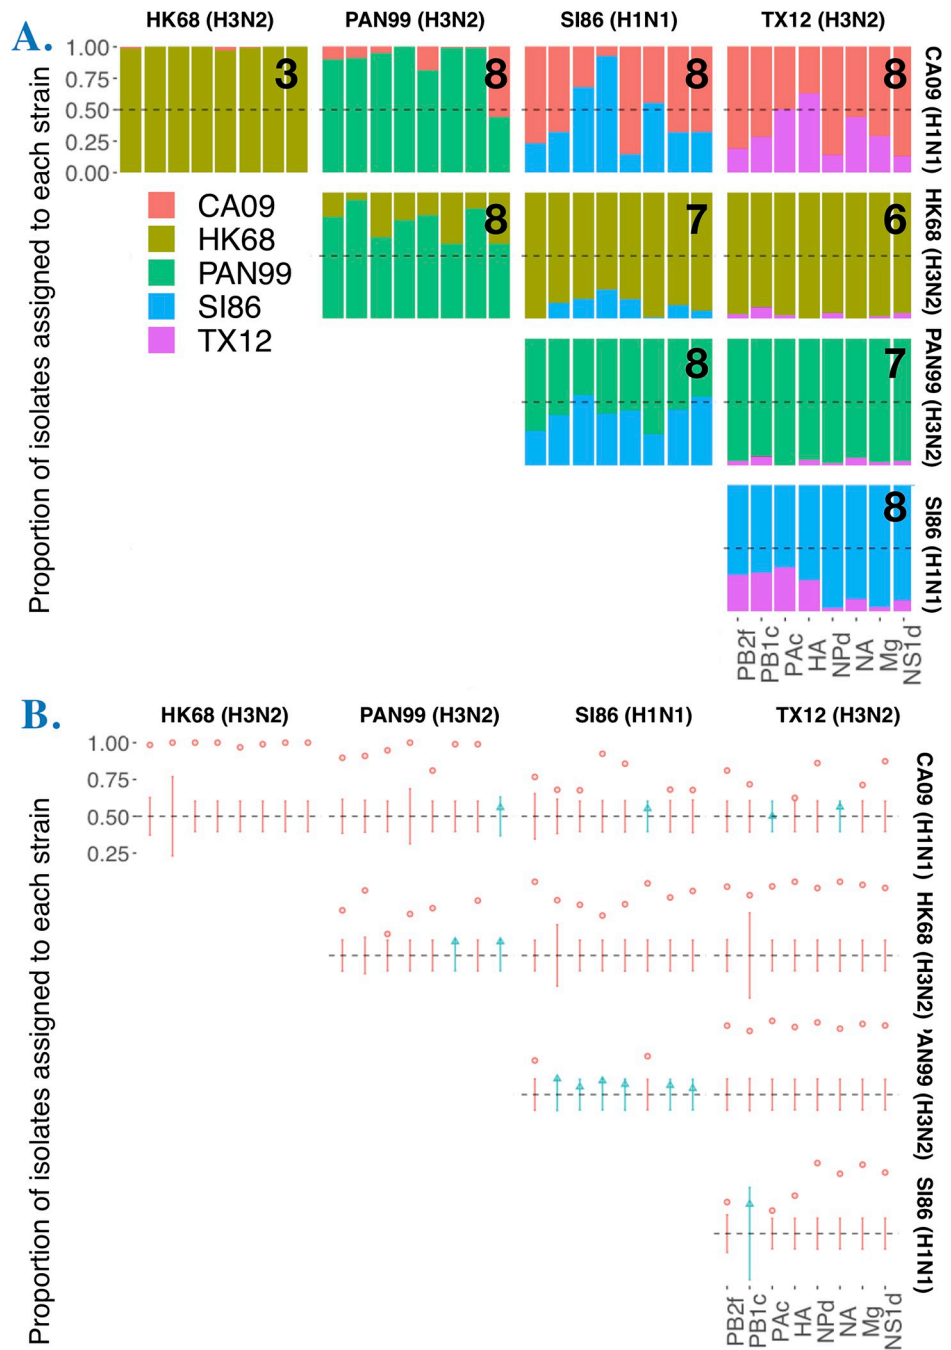 A.
HK68 (H3N2) PAN99 (H3N2) SI86 (H1N1) TX12 (H3N2)
Proportion of isolates assigned to each strain
1.00
0.75
0.50
0.25
0.00
3 8 8 8
CA09 (H1N1)
CA09
HK68
PAN99
SI86
TX12
8 7 6
HK68 (H3N2)
8 7
PAN99 (H3N2)
8
SI86 (H1N1)
PB2f PB1c PAc HA NPd NA Mg NS1d
B.
HK68 (H3N2) PAN99 (H3N2) SI86 (H1N1) TX12 (H3N2)
Proportion of isolates assigned to each strain
1.00
0.75
0.50
0.25
CA09 (H1N1)
HK68 (H3N2)
'AN99 (H3N2)
SI86 (H1N1)
PB2f PB1c PAc HA NPd NA Mg NS1d